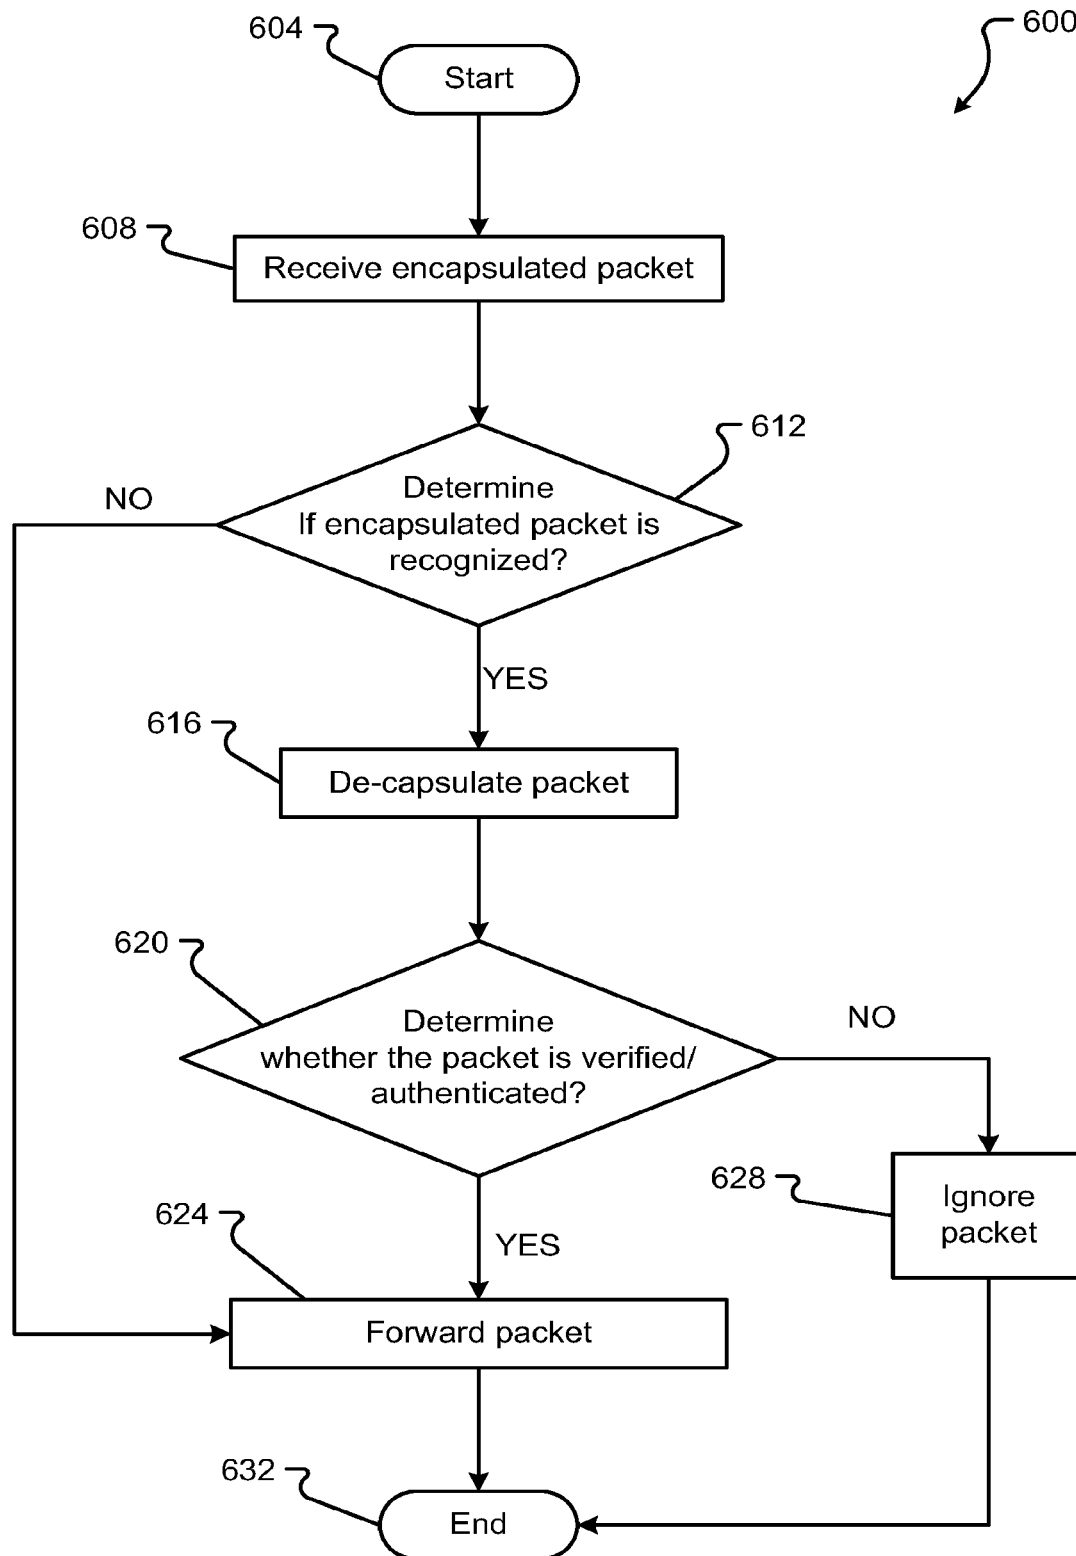 604
Start
600
608
Receive encapsulated packet
612
NO
Determine
If encapsulated packet is
recognized?
YES
616
De-capsulate packet
620
Determine
whether the packet is verified/
authenticated?
NO
628
Ignore
packet
624
YES
Forward packet
632
End